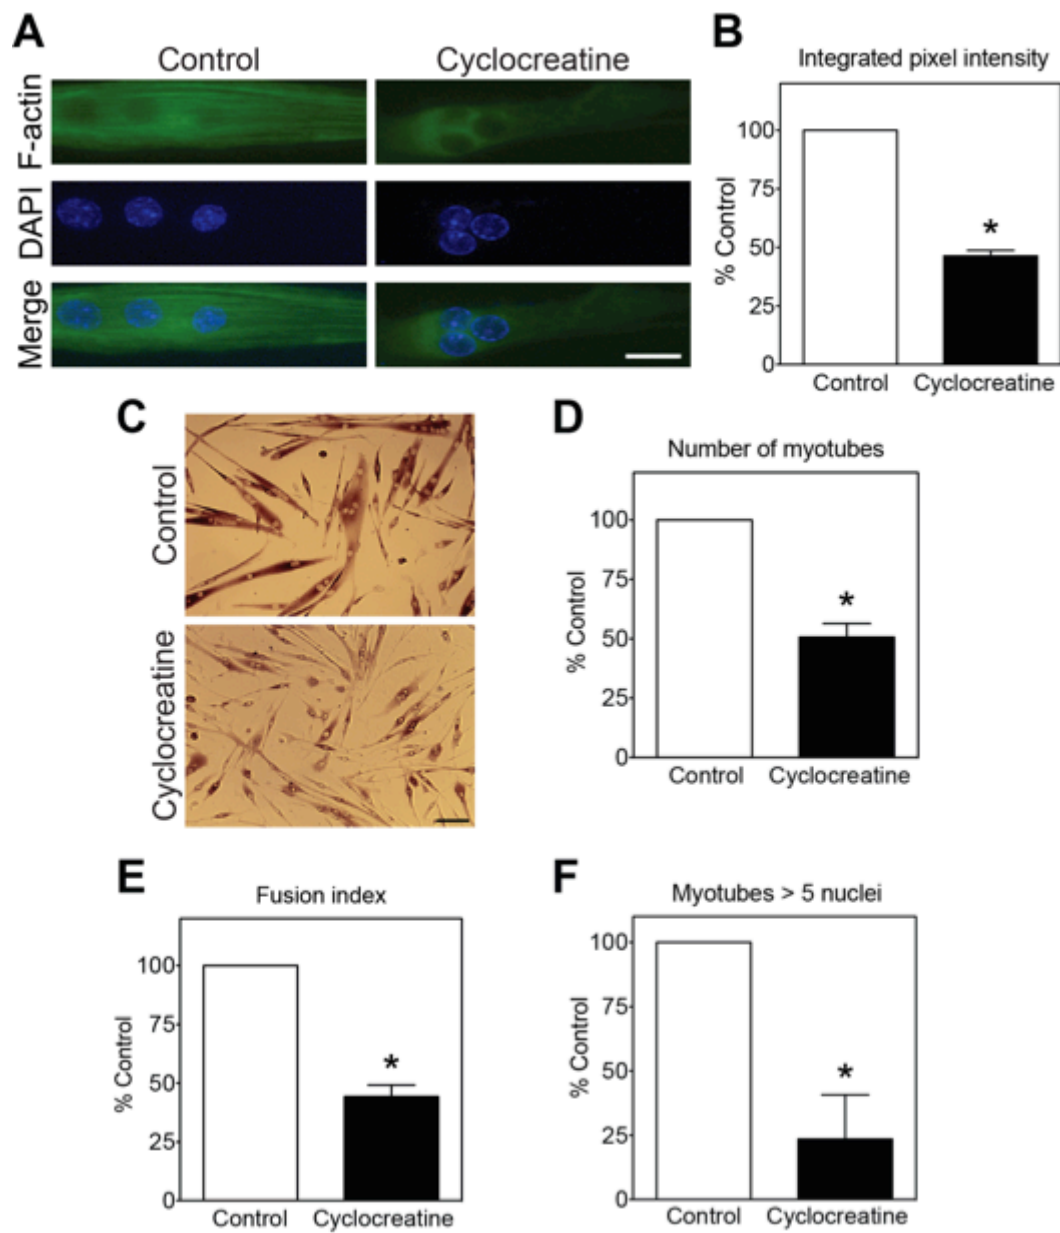 A
Control
Cyclocreatine
F-actin
DAPI
Merge
B
Integrated pixel intensity
% Control
100
75
50
25
0
*
Control
Cyclocreatine
C
Control
Cyclocreatine
D
Number of myotubes
% Control
100
75
50
25
0
*
Control
Cyclocreatine
E
Fusion index
% Control
100
75
50
25
0
*
Control
Cyclocreatine
F
Myotubes > 5 nuclei
% Control
100
75
50
25
0
*
Control
Cyclocreatine